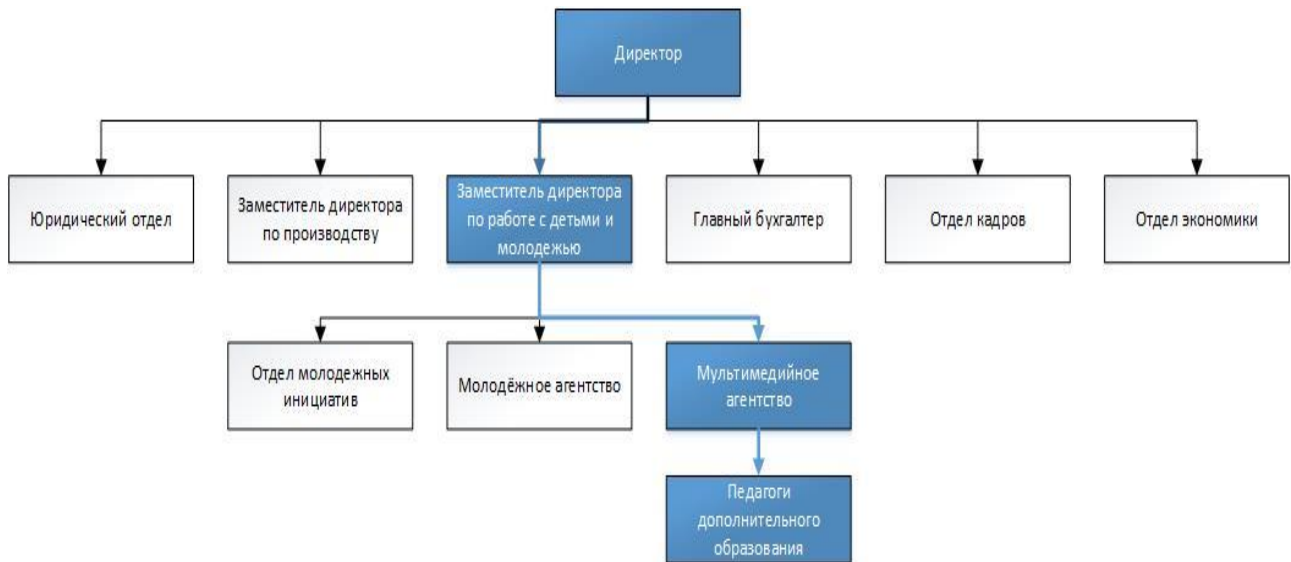 Директор
Юридический отдел
Заместитель директора
по производству
Заместитель директора
по работе с детьми и
молодежью
Главный бухгалтер
Отдел кадров
Отдел экономики
Отдел молодежных
инициатив
Молодёжное агентство
Мультимедийное
агентство
Педагоги
дополнительного
образования